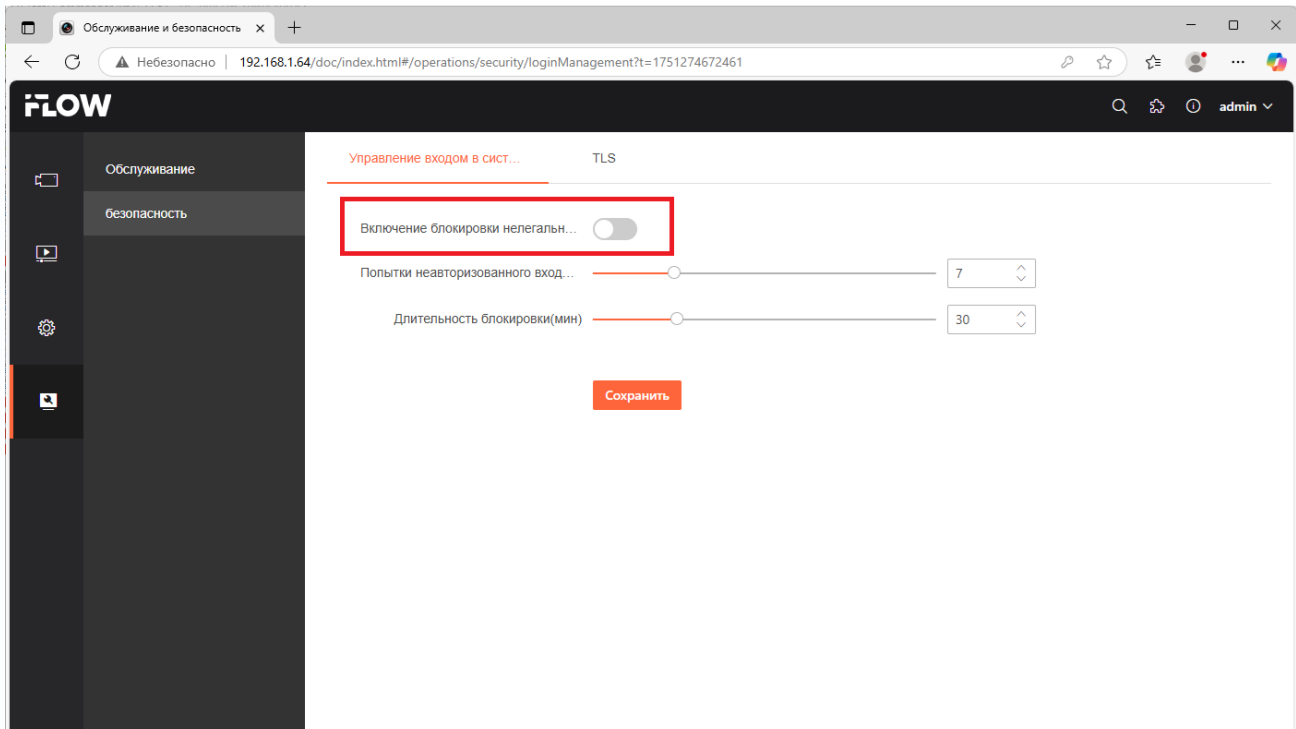 Обслуживание и безопасность
Небезопасно
192.168.1.64/doc/index.html#/operations/security/loginManagement?t=1751274672461
FLOW
admin
Обслуживание
безопасность
Управление входом в сист...
TLS
Включение блокировки нелегальн...
Попытки неавторизованного вход...
7
Длительность блокировки(мин)
30
Сохранить